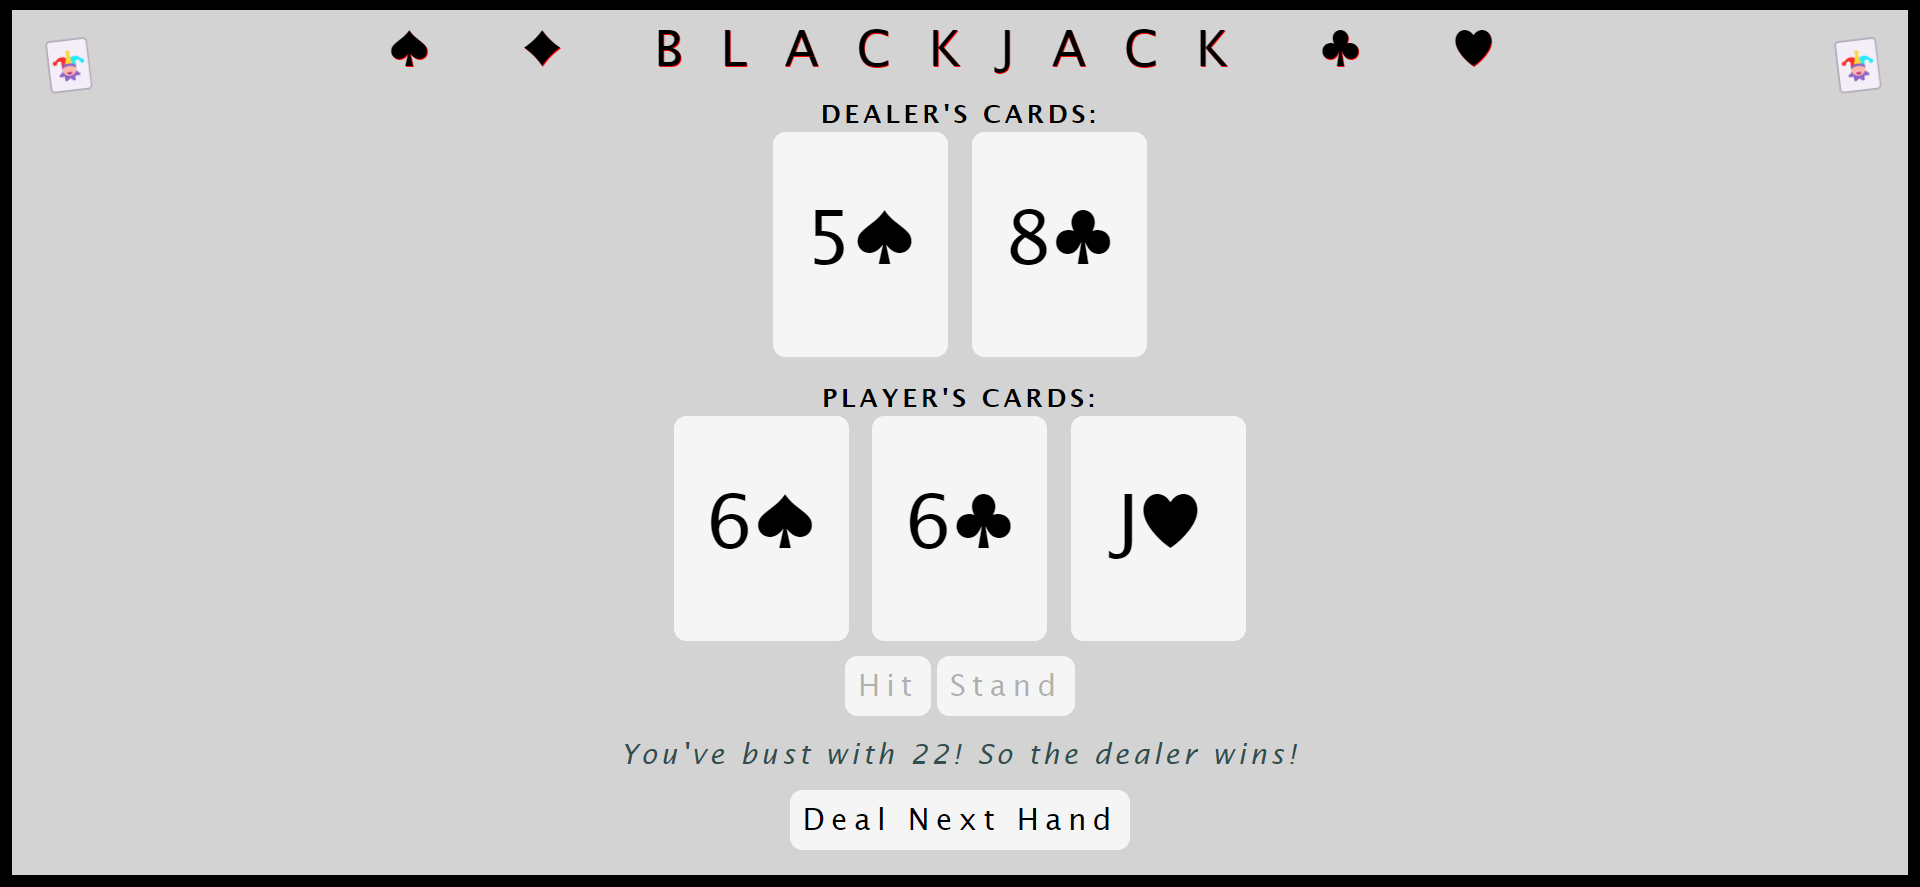 ♠ ♦ BLACKJACK ♣ ♥
DEALER'S CARDS:
5♠ 8♣
PLAYER'S CARDS:
6♠ 6♣ J♥
Hit Stand
You've bust with 22! So the dealer wins!
Deal Next Hand